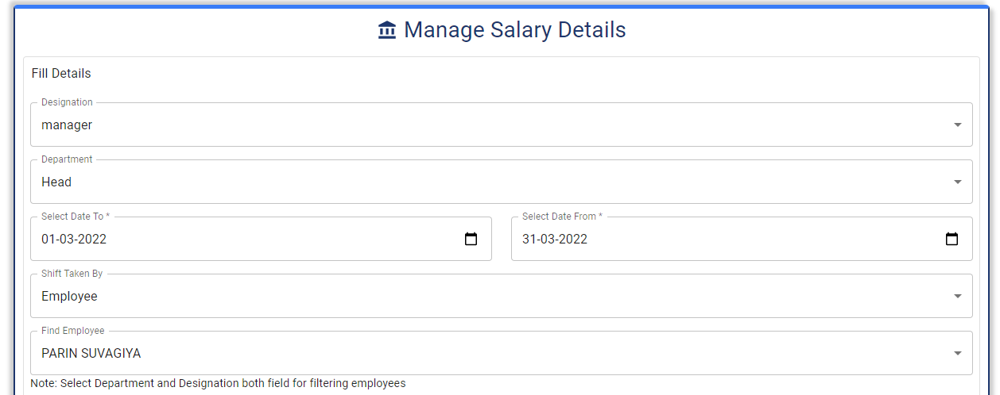 Manage Salary Details
Fill Details
Designation
manager
Department
Head
Select Date To *
01-03-2022
Select Date From *
31-03-2022
Shift Taken By
Employee
Find Employee
PARIN SUVAGIYA
Note: Select Department and Designation both field for filtering employees